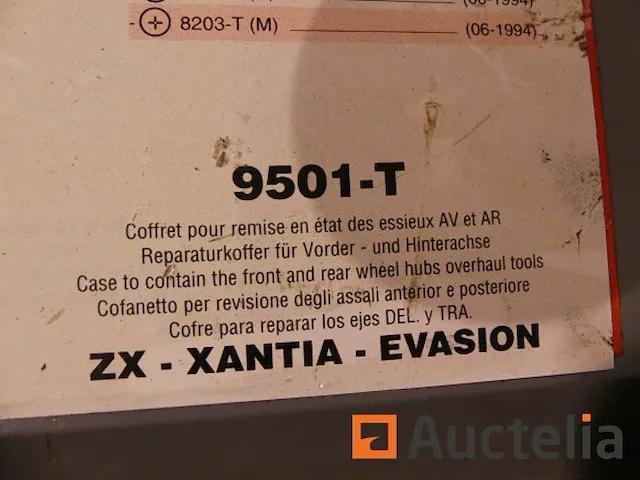 (06-1994)
- 8203-T (M) (06-1994)
9501-T
Coffret pour remise en état des essieux AV et AR
Reparaturkoffer für Vorder - und Hinterachse
Case to contain the front and rear wheel hubs overhaul tools
Cofanetto per revisione degli assali anterior e posteriore
Cofre para reparar los ejes DEL. y TRA.
ZX - XANTIA - EVASION
Auctelia